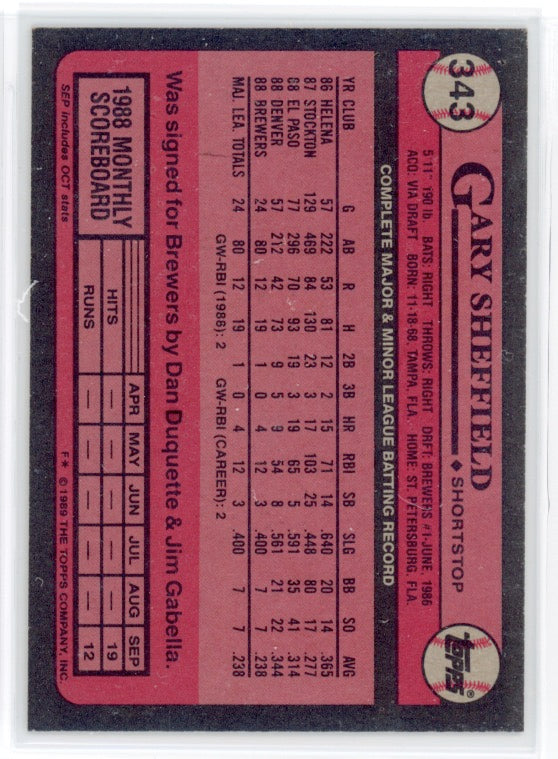 343
GARY SHEFFIELD ♦ SHORTSTOP
topps®
5'11" 190 lb. BATS: RIGHT THROWS: RIGHT DRFT: BREWERS #1-JUNE, 1986
ACQ: VIA DRAFT BORN: 11-18-68, TAMPA, FLA. HOME: ST. PETERSBURG, FLA.
COMPLETE MAJOR & MINOR LEAGUE BATTING RECORD
YR CLUB G AB R H 2B 3B HR RBI SB SLG BB SO AVG
86 HELENA 57 222 53 81 12 2 15 71 14 .640 20 14 .365
87 STOCKTON 129 469 84 130 23 3 17 103 25 .448 80 17 .277
88 EL PASO 77 296 70 93 19 3 19 65 5 .591 35 41 .314
88 DENVER 57 212 42 73 9 5 9 54 8 .561 21 22 .344
88 BREWERS 24 80 12 19 1 0 4 12 3 .400 7 7 .238
MAJ. LEA. TOTALS 24 80 12 19 1 0 4 12 3 .400 7 7 .238
GW-RBI (1986): 2 GW-RBI (CAREER): 2
Was signed for Brewers by Dan Duquette & Jim Gabella.
1988 MONTHLY
SCOREBOARD
SEP includes OCT stats
APR MAY JUN JUL AUG SEP
HITS — — — — — 19
RUNS — — — — — 12
F* © 1989 THE TOPPS COMPANY, INC.